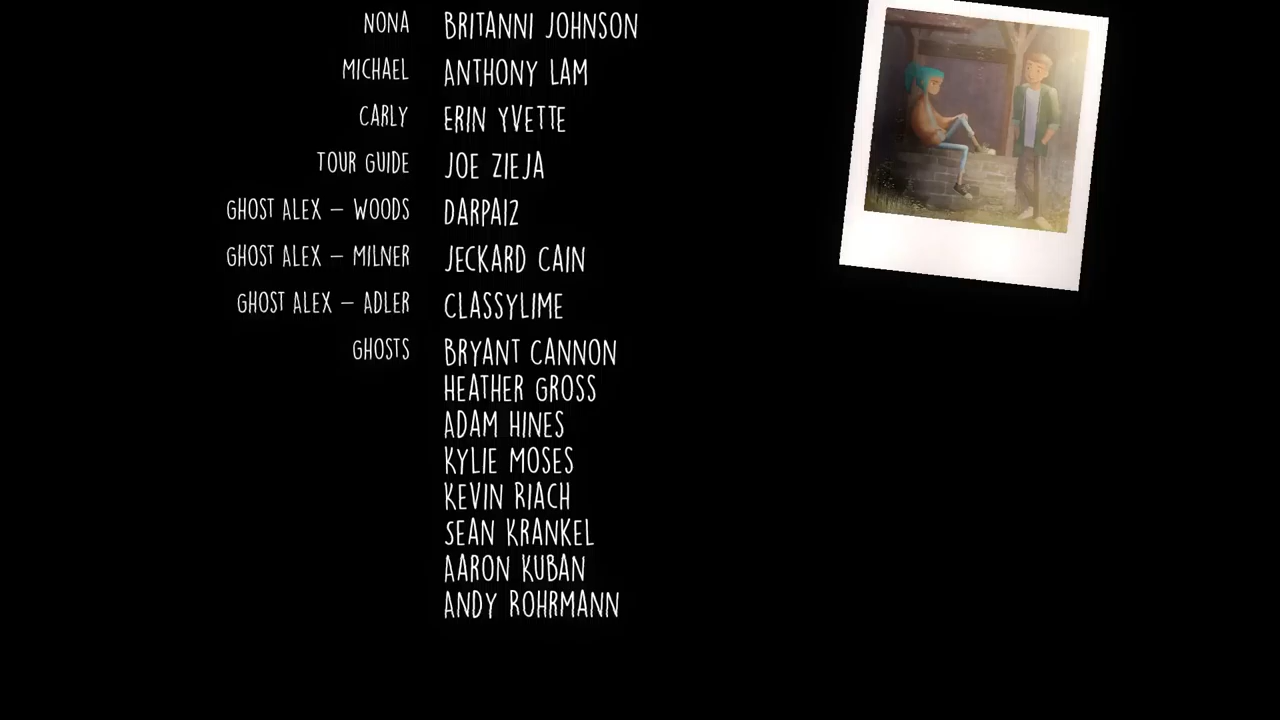 NONA BRITANNI JOHNSON
MICHAEL ANTHONY LAM
CARLY ERIN YVETTE
TOUR GUIDE JOE ZIEJA
GHOST ALEX – WOODS DARPA12
GHOST ALEX – MILNER JECKARD CAIN
GHOST ALEX – ADLER CLASSYLIME
GHOSTS BRYANT CANNON
HEATHER GROSS
ADAM HINES
KYLIE MOSES
KEVIN RIACH
SEAN KRANKEL
AARON KUBAN
ANDY ROHRMANN